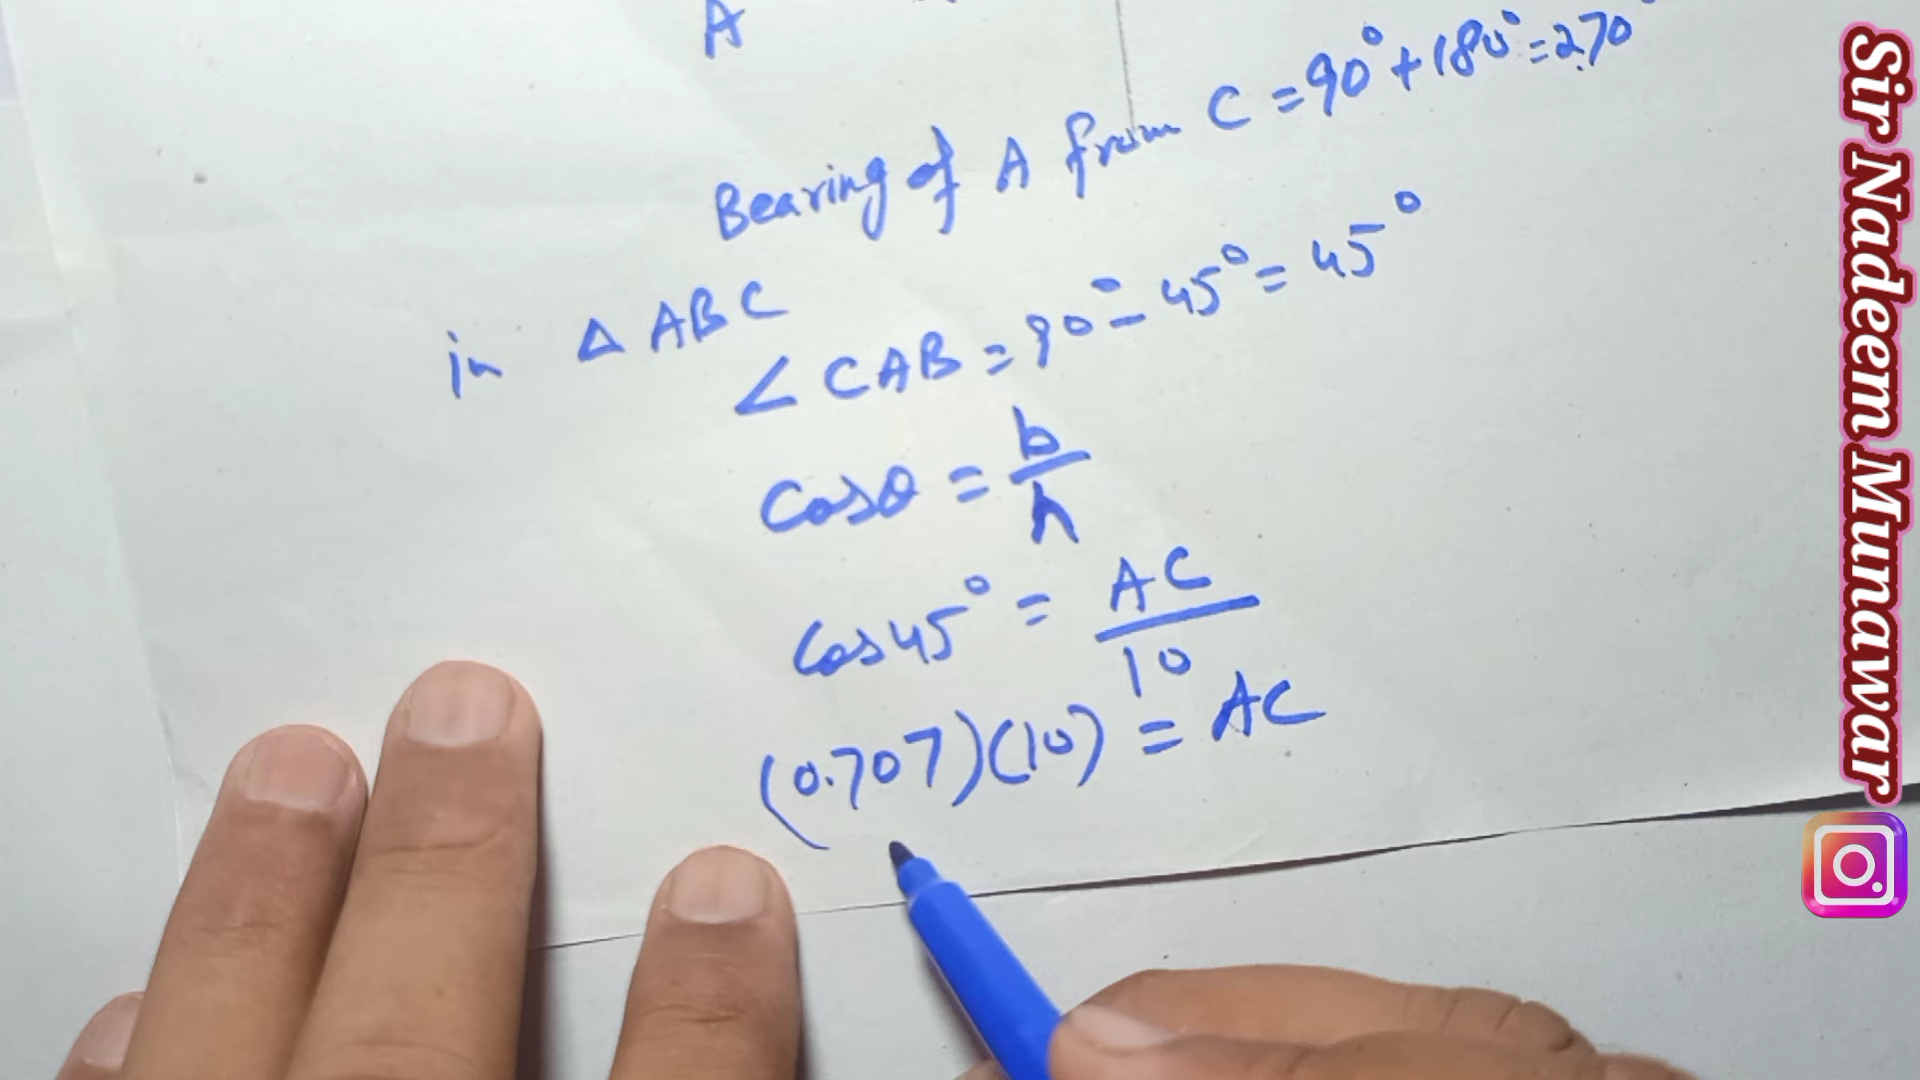 A
Bearing of A from C = 90° + 180° = 270°
in △ ABC
∠ CAB = 90° - 45° = 45°
Cosθ = b/h
Cos45° = AC/10
(0.707)(10) = AC
Sir Nadeem Munawar